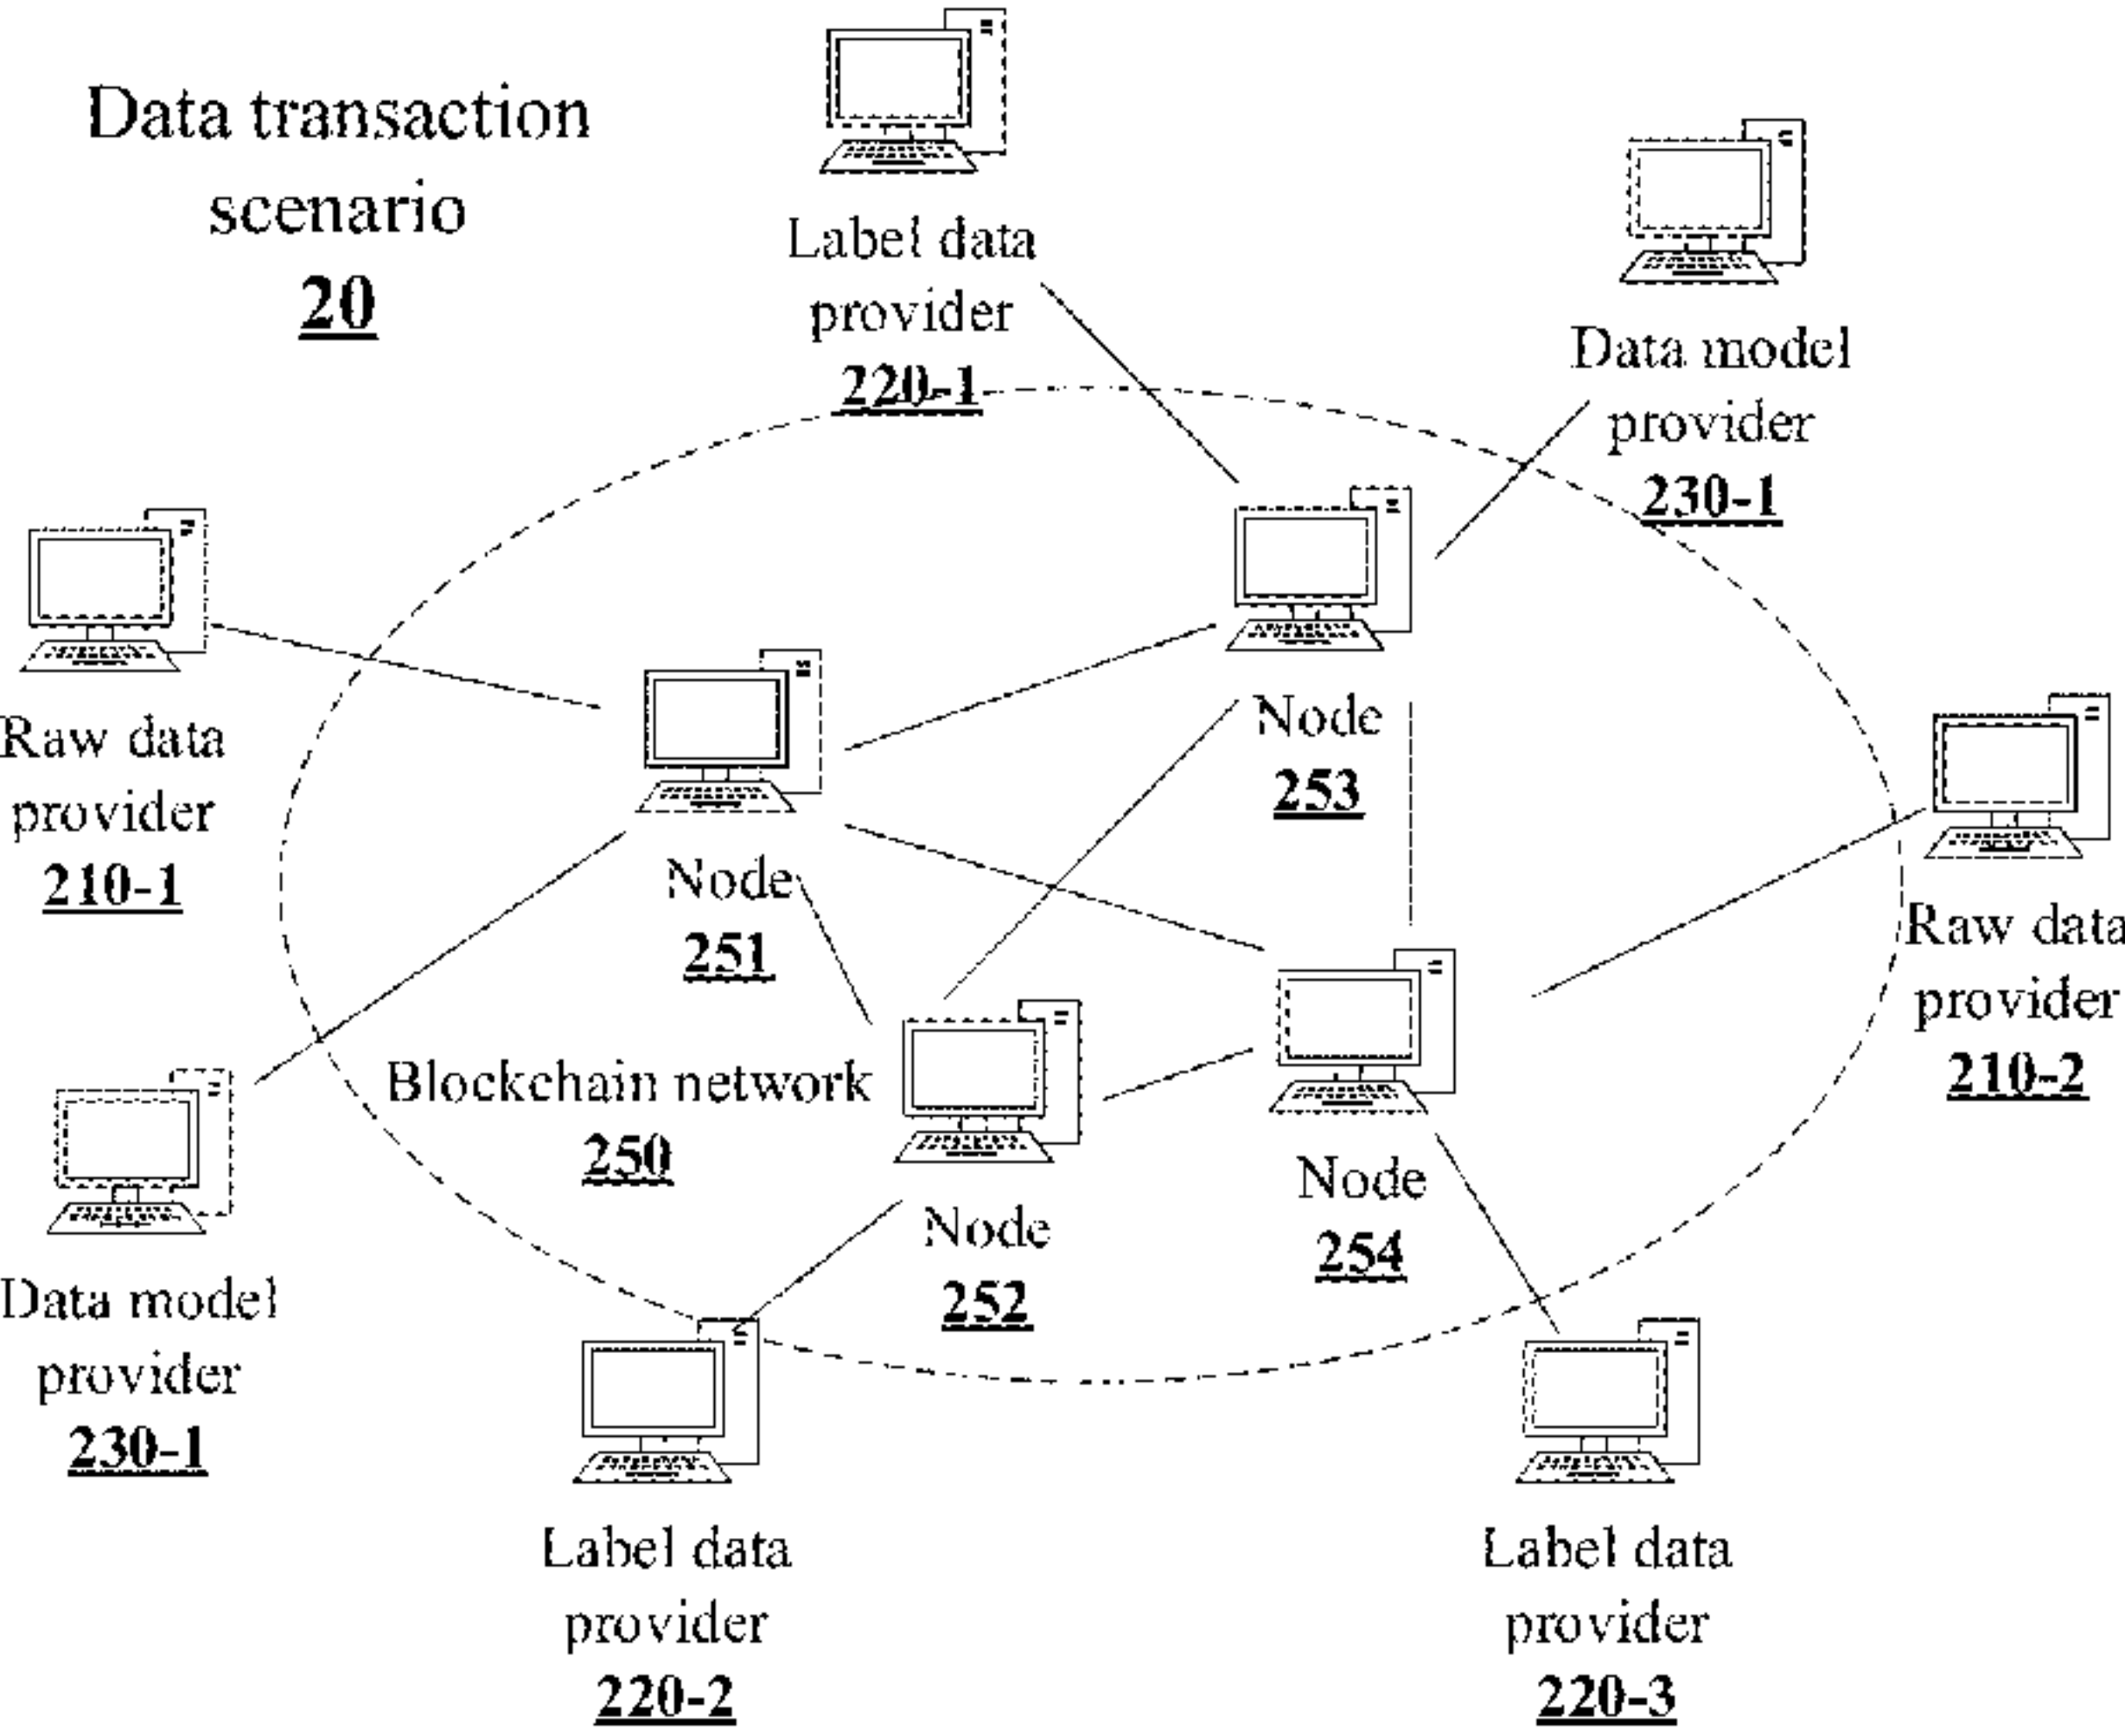 Data transaction
scenario
20
Label data
provider
220-1
Data model
provider
230-1
Raw data
provider
210-1
Node
253
Node
251
Raw data
provider
210-2
Blockchain network
250
Node
252
Node
254
Data model
provider
230-1
Label data
provider
220-2
Label data
provider
220-3